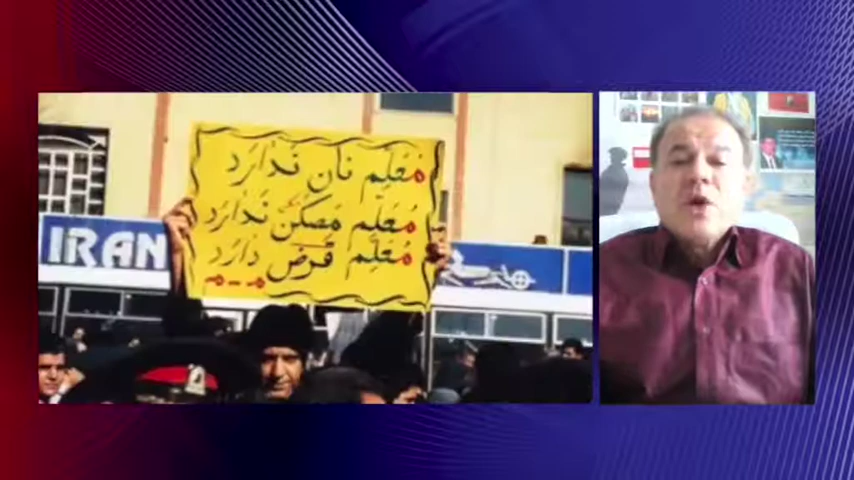 معلم نان ندارد
معلم مسکن ندارد
معلم قرض دارد
م - م
IRAN